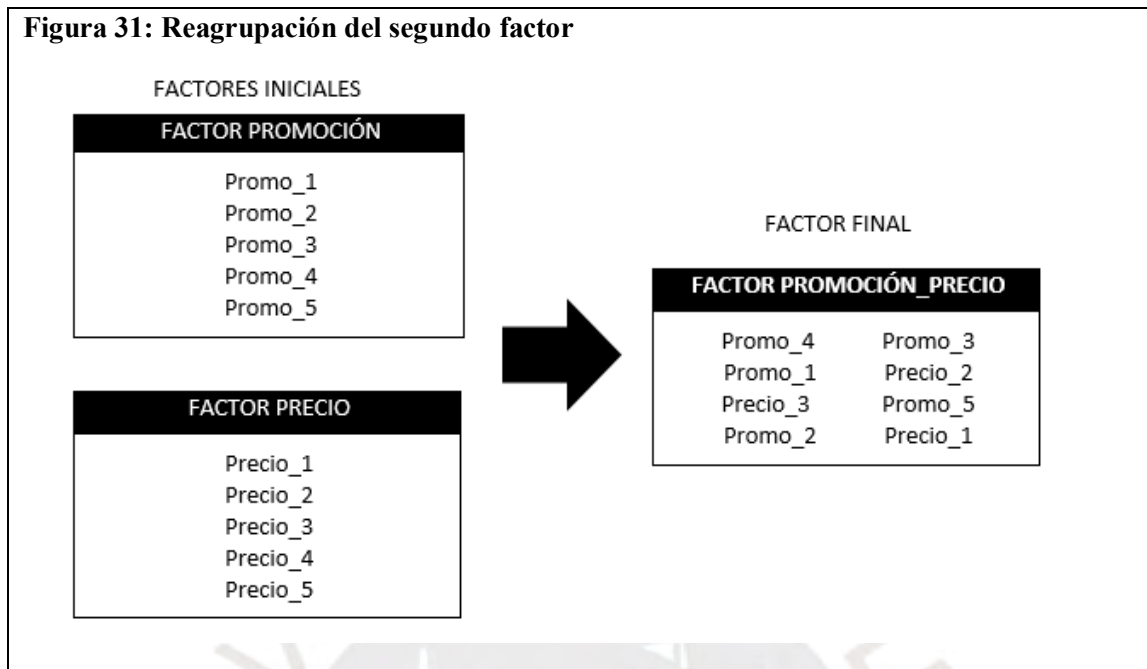 Figura 31: Reagrupación del segundo factor
FACTORES INICIALES
FACTOR PROMOCIÓN
Promo_1
Promo_2
Promo_3
Promo_4
Promo_5
FACTOR PRECIO
Precio_1
Precio_2
Precio_3
Precio_4
Precio_5
FACTOR FINAL
FACTOR PROMOCIÓN_PRECIO
Promo_4 Promo_3
Promo_1 Precio_2
Precio_3 Promo_5
Promo_2 Precio_1